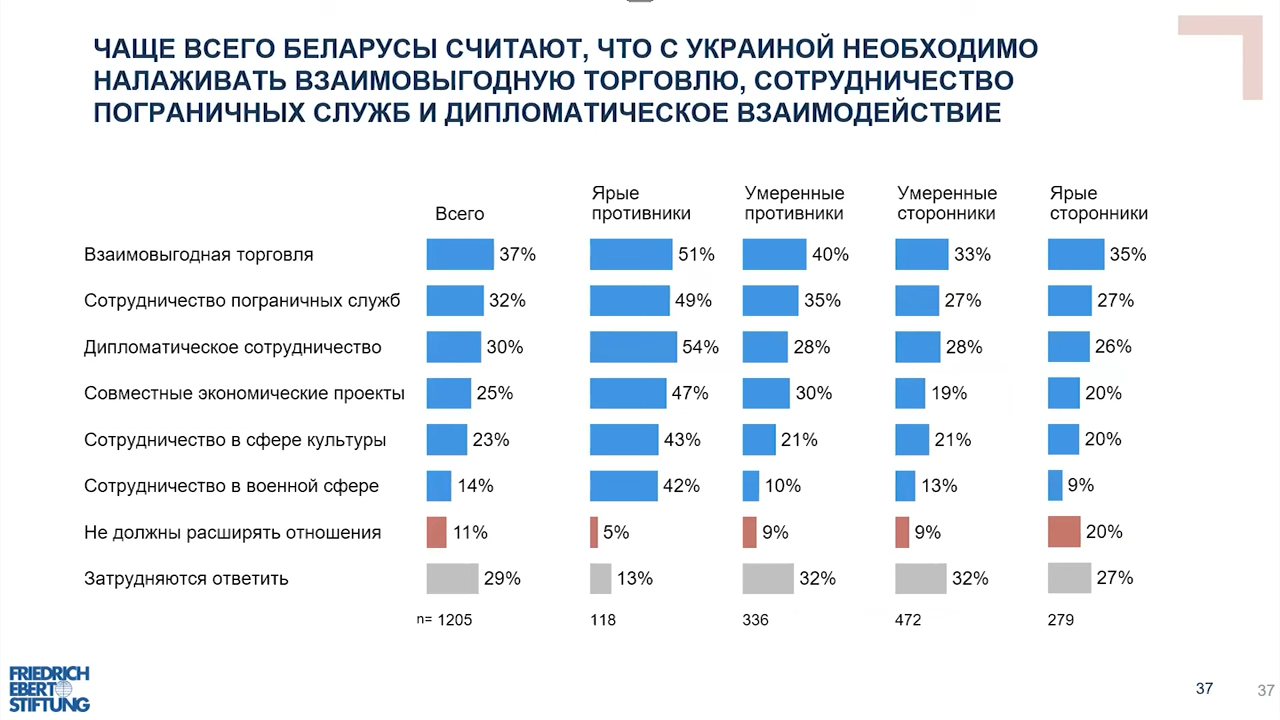 ЧАЩЕ ВСЕГО БЕЛАРУСЫ СЧИТАЮТ, ЧТО С УКРАИНОЙ НЕОБХОДИМО
НАЛАЖИВАТЬ ВЗАИМОВЫГОДНУЮ ТОРГОВЛЮ, СОТРУДНИЧЕСТВО
ПОГРАНИЧНЫХ СЛУЖБ И ДИПЛОМАТИЧЕСКОЕ ВЗАИМОДЕЙСТВИЕ
Всего
Ярые
противники
Умеренные
противники
Умеренные
сторонники
Ярые
сторонники
Взаимовыгодная торговля 37% 51% 40% 33% 35%
Сотрудничество пограничных служб 32% 49% 35% 27% 27%
Дипломатическое сотрудничество 30% 54% 28% 28% 26%
Совместные экономические проекты 25% 47% 30% 19% 20%
Сотрудничество в сфере культуры 23% 43% 21% 21% 20%
Сотрудничество в военной сфере 14% 42% 10% 13% 9%
Не должны расширять отношения 11% 5% 9% 9% 20%
Затрудняются ответить 29% 13% 32% 32% 27%
n= 1205 118 336 472 279
FRIEDRICH
EBERT
STIFTUNG
37 37